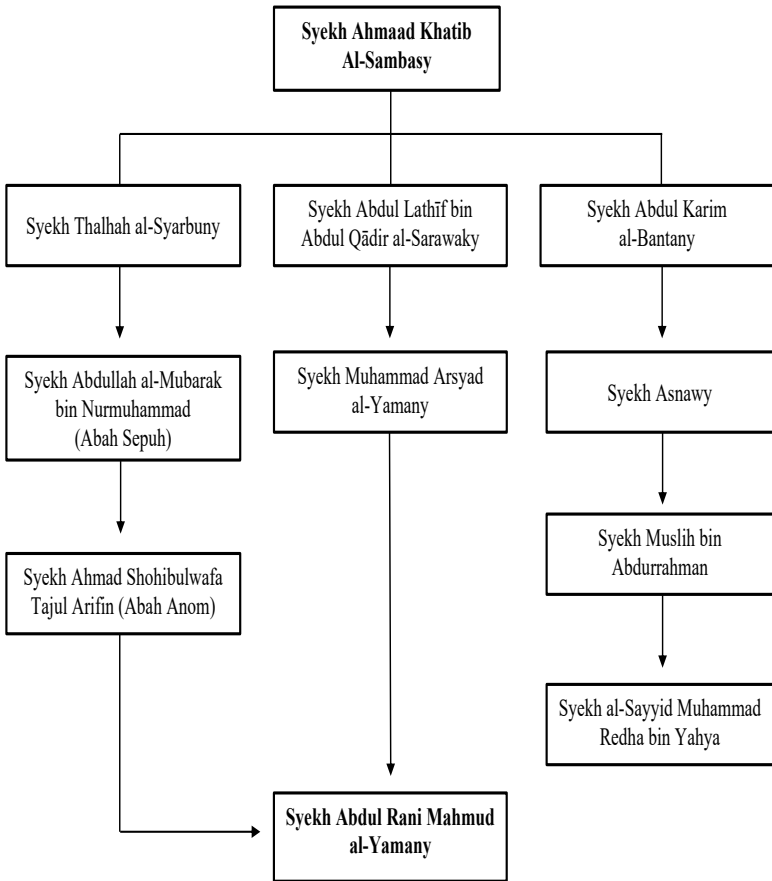 Syekh Ahmaad Khatib
Al-Sambasy
Syekh Thalhah al-Syarbuny
Syekh Abdul Lathīf bin
Abdul Qādir al-Sarawaky
Syekh Abdul Karim
al-Bantany
Syekh Abdullah al-Mubarak
bin Nurmuhammad
(Abah Sepuh)
Syekh Muhammad Arsyad
al-Yamany
Syekh Asnawy
Syekh Muslih bin
Abdurrahman
Syekh Ahmad Shohibulwafa
Tajul Arifin (Abah Anom)
Syekh al-Sayyid Muhammad
Redha bin Yahya
Syekh Abdul Rani Mahmud
al-Yamany